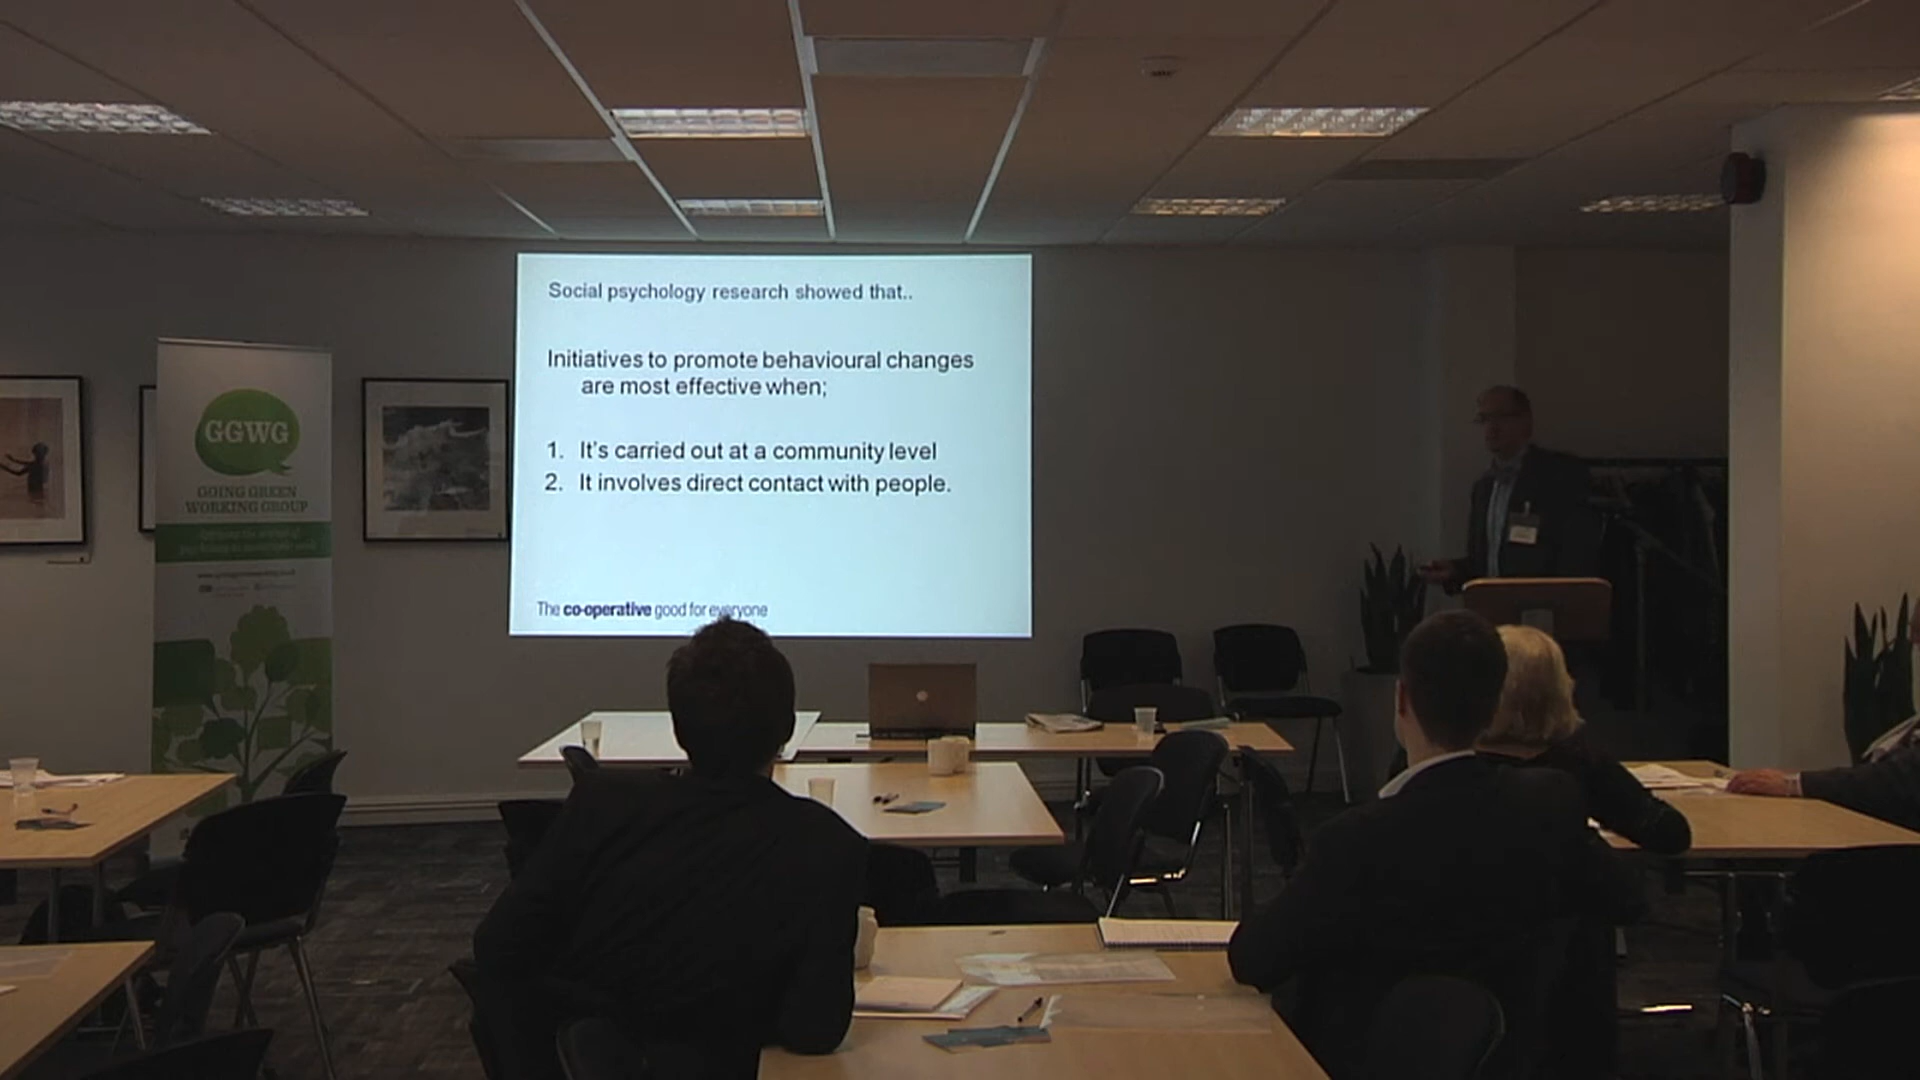 Social psychology research showed that..
Initiatives to promote behavioural changes
are most effective when;
1. It's carried out at a community level
2. It involves direct contact with people.
The co-operative good for everyone
GGWG
GOING GREEN
WORKING GROUP